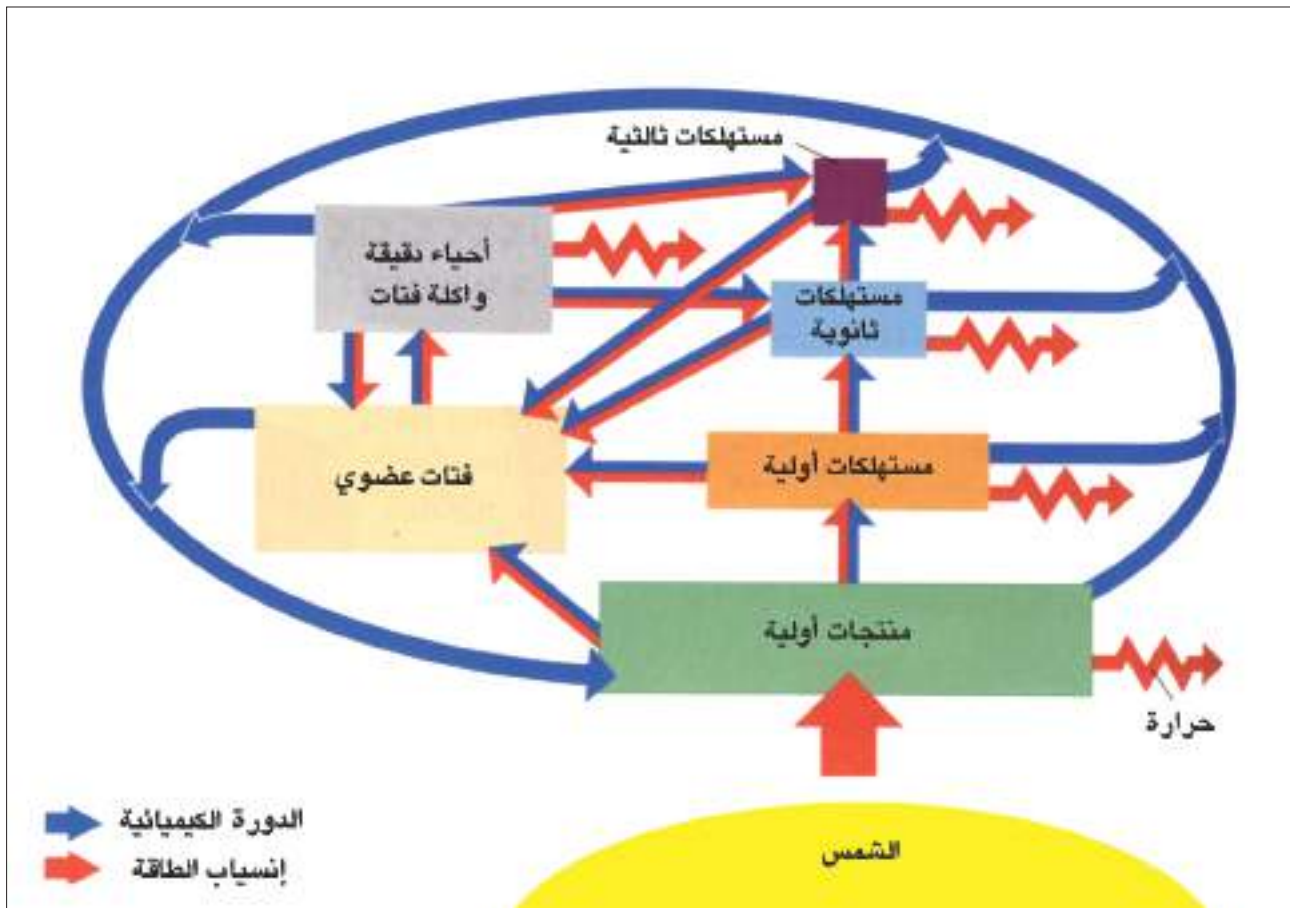 مستهلكات ثالثية
أحياء دقيقة
واكلة فتات
مستهلكات
ثانوية
مستهلكات أولية
فتات عضوي
منتجات أولية
حرارة
الدورة الكيميائية
إنسياب الطاقة
الشمس